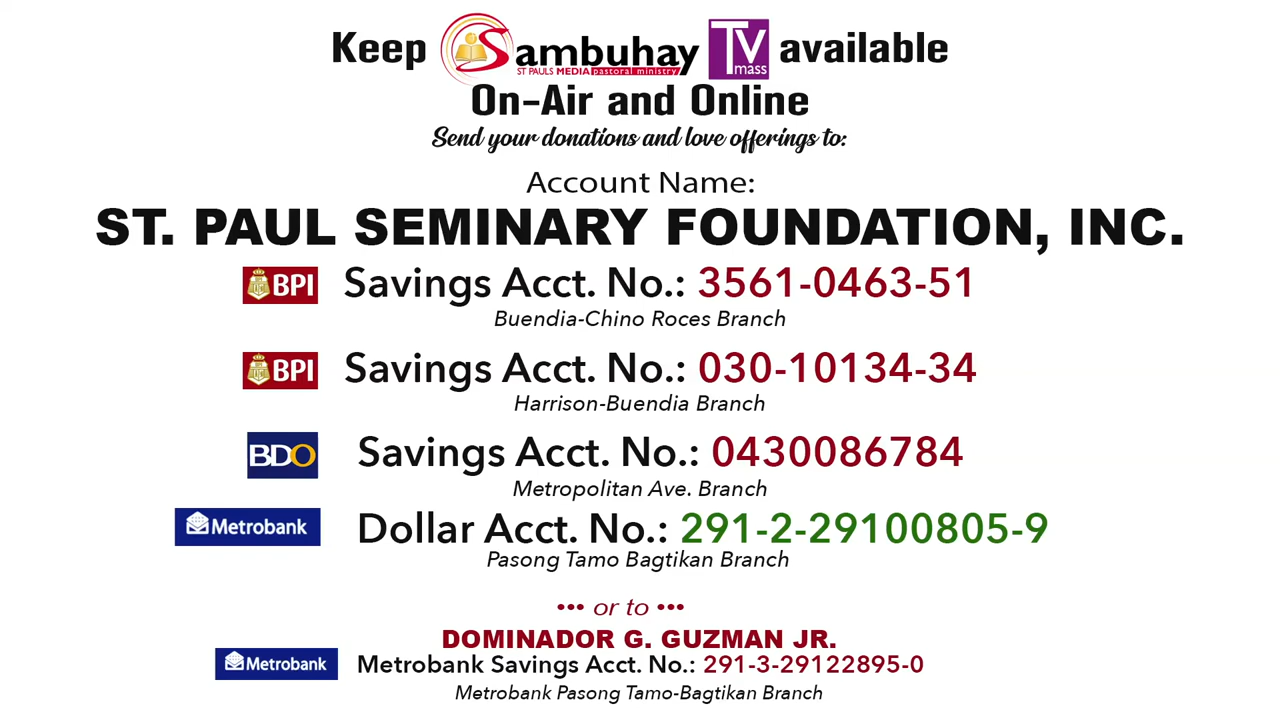 Keep Sambuhay TV mass available
ST PAULS MEDIA pastoral ministry
On-Air and Online
Send your donations and love offerings to:
Account Name:
ST. PAUL SEMINARY FOUNDATION, INC.
BPI Savings Acct. No.: 3561-0463-51
Buendia-Chino Roces Branch
BPI Savings Acct. No.: 030-10134-34
Harrison-Buendia Branch
BDO Savings Acct. No.: 0430086784
Metropolitan Ave. Branch
Metrobank Dollar Acct. No.: 291-2-29100805-9
Pasong Tamo Bagtikan Branch
••• or to •••
DOMINADOR G. GUZMAN JR.
Metrobank Metrobank Savings Acct. No.: 291-3-29122895-0
Metrobank Pasong Tamo-Bagtikan Branch